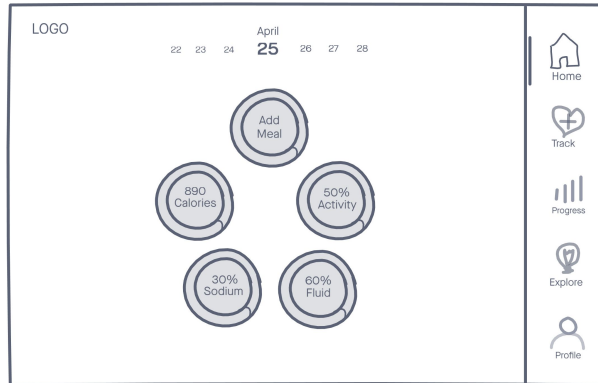 LOGO
April
22 23 24 25 26 27 28
Add
Meal
890
Calories
50%
Activity
30%
Sodium
60%
Fluid
Home
Track
Progress
Explore
Profile